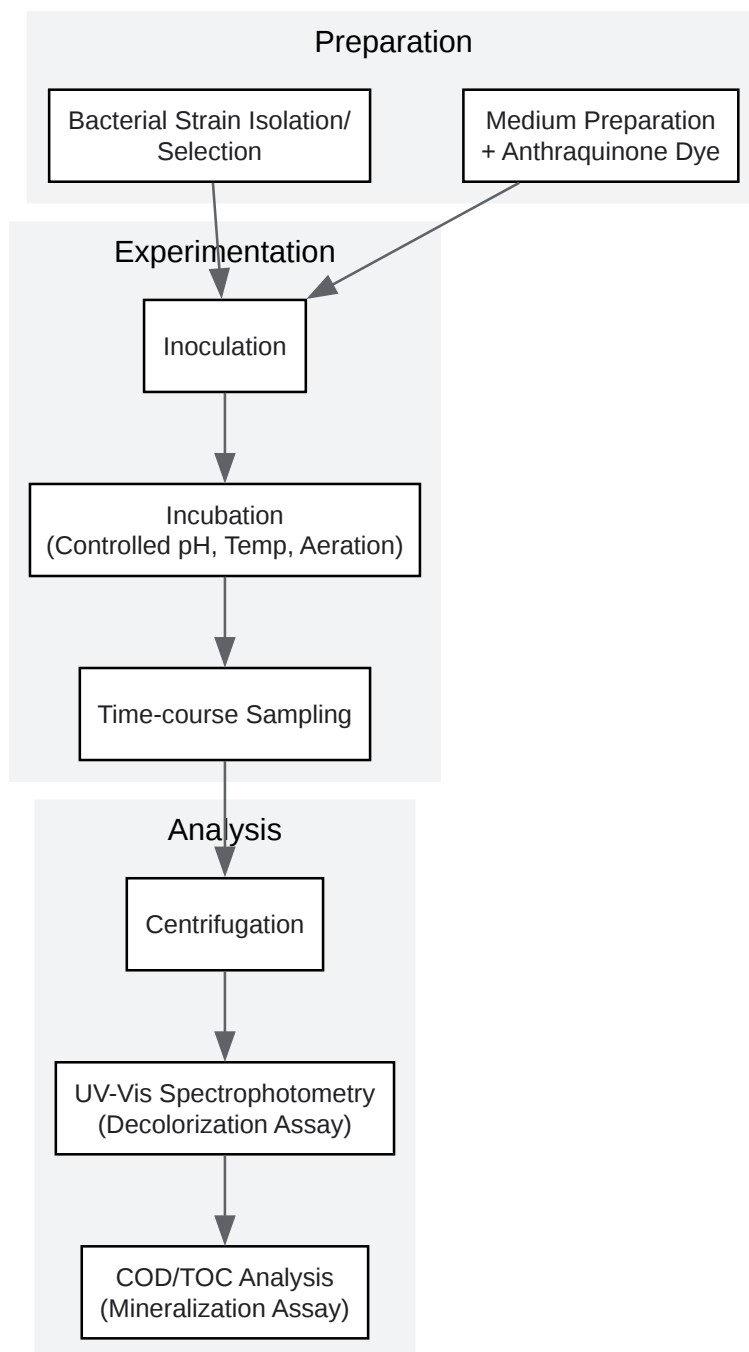 Preparation
Bacterial Strain Isolation/
Selection
Medium Preparation
+ Anthraquinone Dye
Experimentation
Inoculation
Incubation
(Controlled pH, Temp, Aeration)
Time-course Sampling
Analysis
Centrifugation
UV-Vis Spectrophotometry
(Decolorization Assay)
COD/TOC Analysis
(Mineralization Assay)